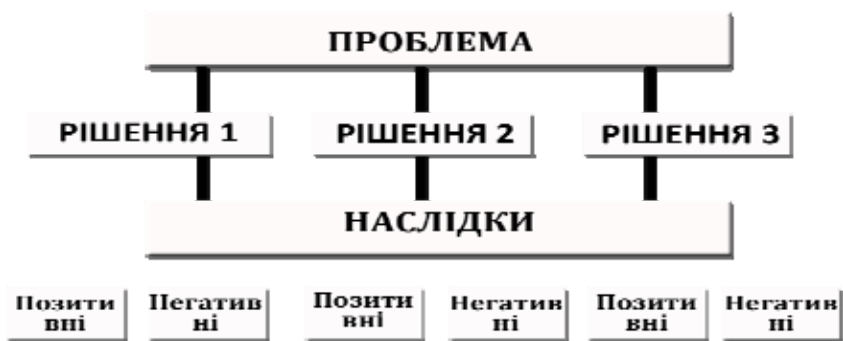 ПРОБЛЕМА
РІШЕННЯ 1 РІШЕННЯ 2 РІШЕННЯ 3
НАСЛІДКИ
Позити
вні
Негатив
ні
Позити
вні
Негатив
ні
Позити
вні
Негатив
ні